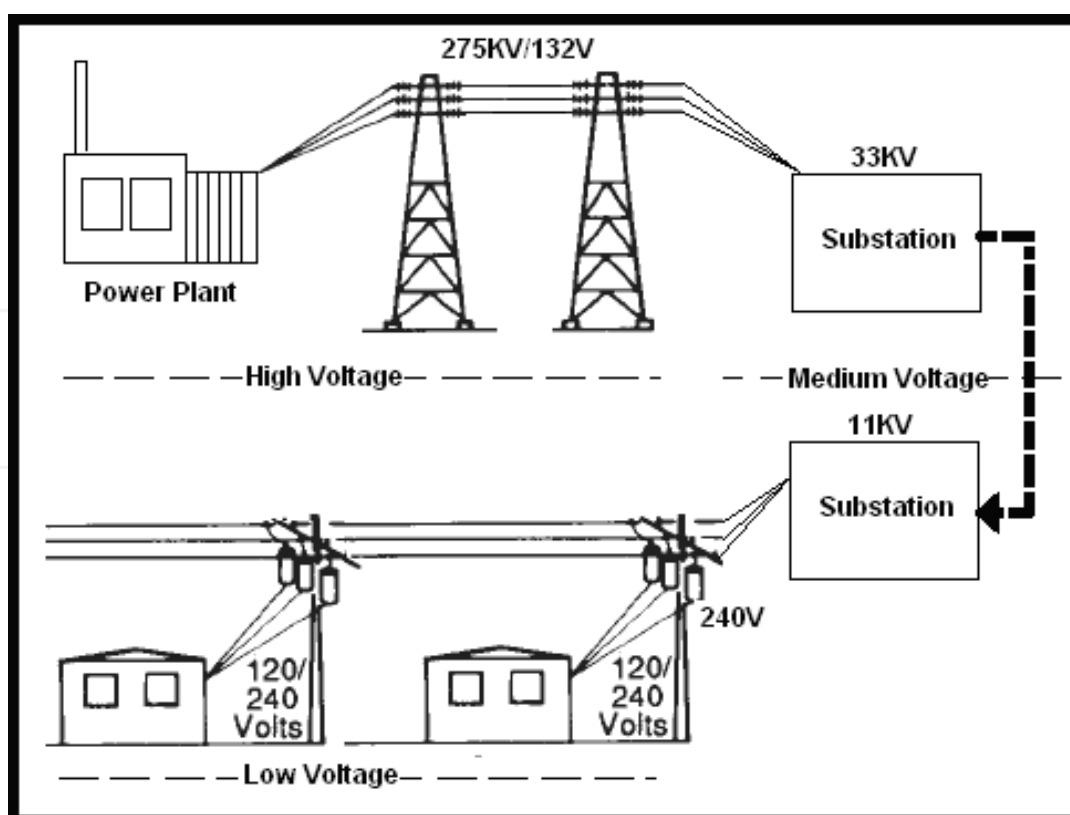 275KV/132V
33KV
Substation
Power Plant
High Voltage
Medium Voltage
11KV
Substation
240V
120/
240
Volts
120/
240
Volts
Low Voltage